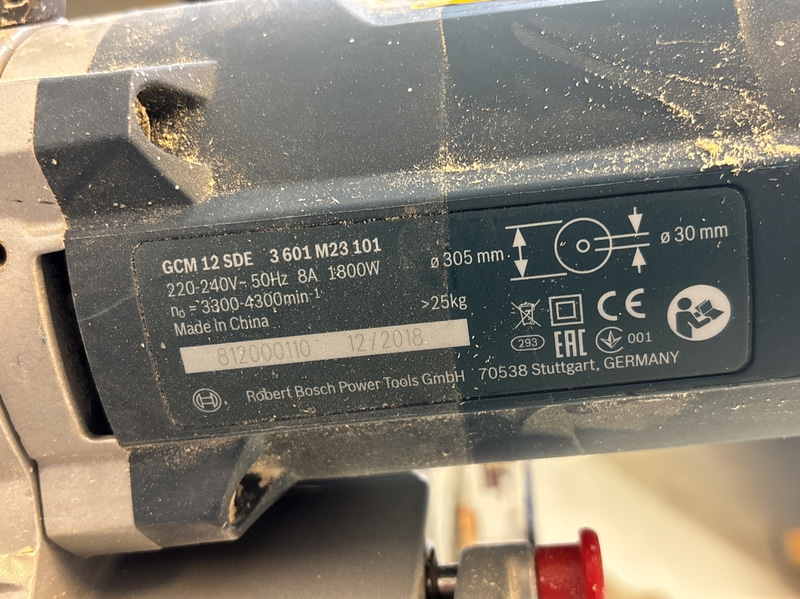 GCM 12 SDE 3 601 M23 101
220-240V~ 50Hz 8A 1800W
n₀ = 3300-4300min⁻¹
>25kg
Made in China
812000110 12/2018
Robert Bosch Power Tools GmbH 70538 Stuttgart, GERMANY
ø 305 mm
ø 30 mm
CE
293
EAC
001